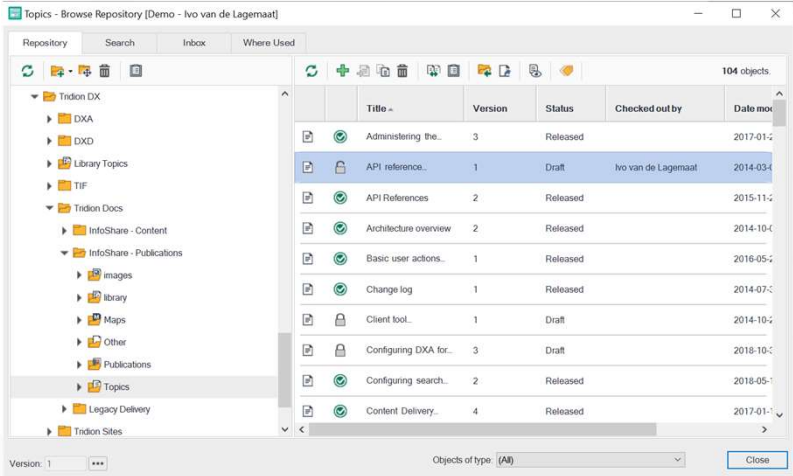 Topics - Browse Repository [Demo - Ivo van de Lagemaat]
Repository Search Inbox Where Used
104 objects.
Tridion DX
DXA
DXD
Library Topics
TIF
Tridion Docs
InfoShare - Content
InfoShare - Publications
images
library
Maps
Other
Publications
Topics
Legacy Delivery
Tridion Sites
Title Version Status Checked out by Date mod
Administering the... 3 Released 2017-01-2
API reference... 1 Draft Ivo van de Lagemaat 2014-03-0
API References 2 Released 2015-11-2
Architecture overview 2 Released 2014-10-0
Basic user actions... 1 Released 2016-05-2
Change log 1 Released 2014-07-3
Client tool... 1 Draft 2014-10-2
Configuring DXA for... 3 Draft 2018-10-3
Configuring search... 2 Released 2018-05-1
Content Delivery... 4 Released 2017-01-1
Version: 1 Objects of type: (All) Close